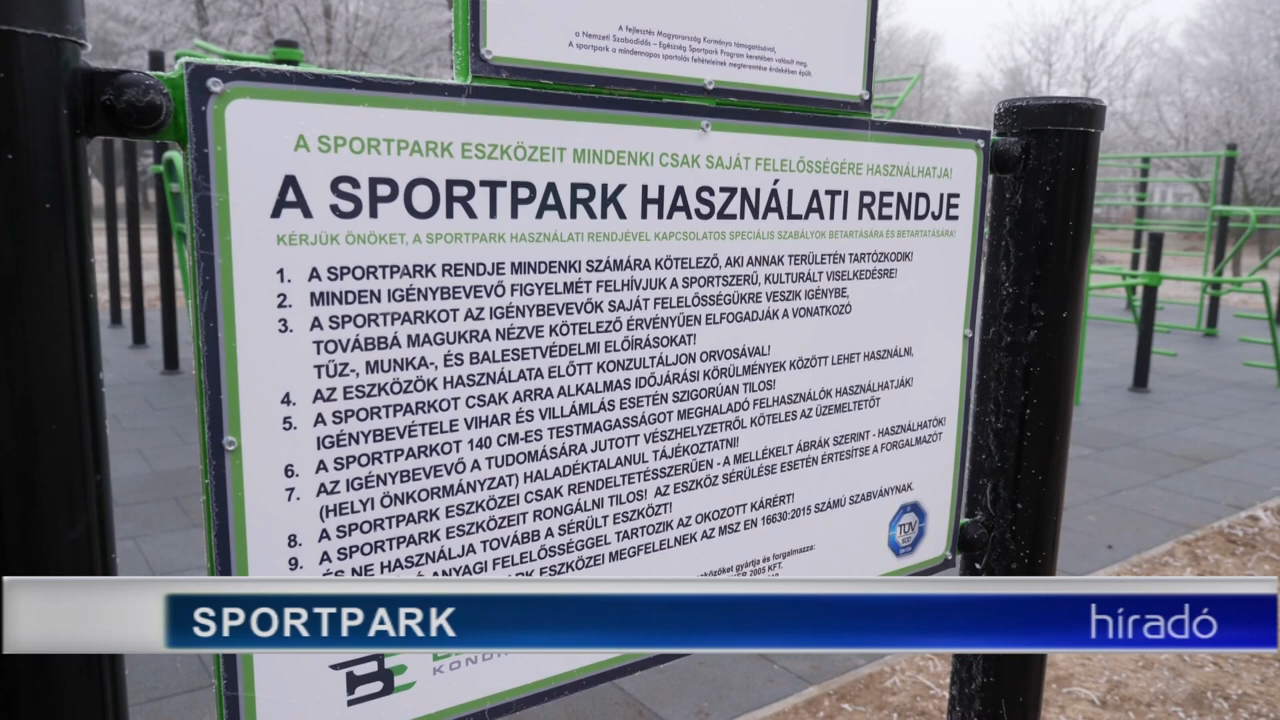 A fejlesztés Magyarország Kormánya támogatásával,
a Nemzeti Szabadidős – Egészség Sportpark Program keretében valósult meg.
A sportpark a mindennapos sportolás feltételeinek megteremtése érdekében épült.
A SPORTPARK ESZKÖZEIT MINDENKI CSAK SAJÁT FELELŐSSÉGÉRE HASZNÁLHATJA!
A SPORTPARK HASZNÁLATI RENDJE
KÉRJÜK ÖNÖKET, A SPORTPARK HASZNÁLATI RENDJÉVEL KAPCSOLATOS SPECIÁLIS SZABÁLYOK BETARTÁSÁRA ÉS BETARTATÁSÁRA!
1. A SPORTPARK RENDJE MINDENKI SZÁMÁRA KÖTELEZŐ, AKI ANNAK TERÜLETÉN TARTÓZKODIK!
2. MINDEN IGÉNYBEVEVŐ FIGYELMÉT FELHÍVJUK A SPORTSZERŰ, KULTURÁLT VISELKEDÉSRE!
3. A SPORTPARKOT AZ IGÉNYBEVEVŐK SAJÁT FELELŐSSÉGÜKRE VESZIK IGÉNYBE,
TOVÁBBÁ MAGUKRA NÉZVE KÖTELEZŐ ÉRVÉNYŰEN ELFOGADJÁK A VONATKOZÓ
TŰZ-, MUNKA-, ÉS BALESETVÉDELMI ELŐÍRÁSOKAT!
4. AZ ESZKÖZÖK HASZNÁLATA ELŐTT KONZULTÁLJON ORVOSÁVAL!
5. A SPORTPARKOT CSAK ARRA ALKALMAS IDŐJÁRÁSI KÖRÜLMÉNYEK KÖZÖTT LEHET HASZNÁLNI,
IGÉNYBEVÉTELE VIHAR ÉS VILLÁMLÁS ESETÉN SZIGORÚAN TILOS!
6. A SPORTPARKOT 140 CM-ES TESTMAGASSÁGOT MEGHALADÓ FELHASZNÁLÓK HASZNÁLHATJÁK!
7. AZ IGÉNYBEVEVŐ A TUDOMÁSÁRA JUTOTT VÉSZHELYZETRŐL KÖTELES AZ ÜZEMELTETŐT
(HELYI ÖNKORMÁNYZAT) HALADÉKTALANUL TÁJÉKOZTATNI!
8. A SPORTPARK ESZKÖZEI CSAK RENDELTETÉSSZERŰEN - A MELLÉKELT ÁBRÁK SZERINT - HASZNÁLHATÓK!
9. A SPORTPARK ESZKÖZEIT RONGÁLNI TILOS! AZ ESZKÖZ SÉRÜLÉSE ESETÉN ÉRTESÍTSE A FORGALMAZÓT
ÉS NE HASZNÁLJA TOVÁBB A SÉRÜLT ESZKÖZT!
ANYAGI FELELŐSSÉGGEL TARTOZIK AZ OKOZOTT KÁRÉRT!
ESZKÖZEI MEGFELELNEK AZ MSZ EN 16630:2015 SZÁMÚ SZABVÁNYNAK.
TÜV
SÜD
gyártja és forgalmazza:
2005 KFT.
SPORTPARK
híradó
BE